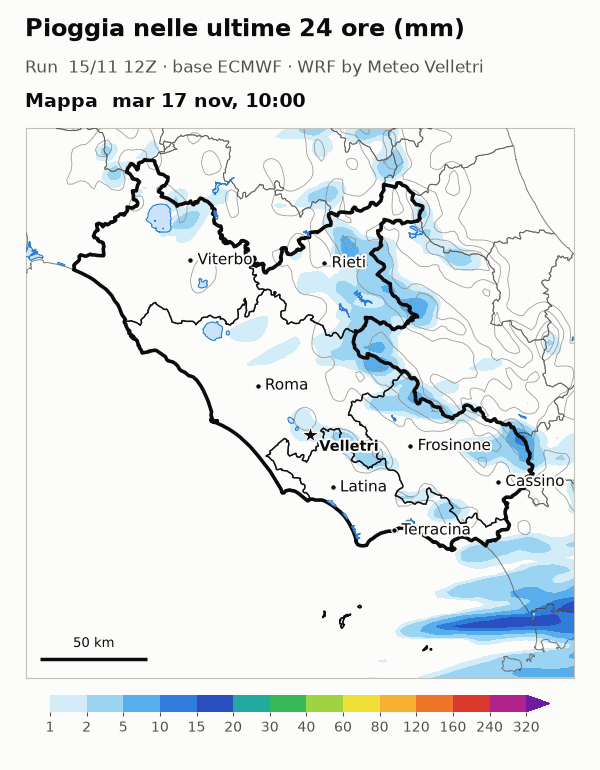 Pioggia nelle ultime 24 ore (mm)
Run  15/11 12Z · base ECMWF · WRF by Meteo Velletri
Mappa  mar 17 nov, 10:00
Viterbo
Rieti
Roma
Velletri
Frosinone
Cassino
Latina
Terracina
50 km
1 2 5 10 15 20 30 40 60 80 120 160 240 320